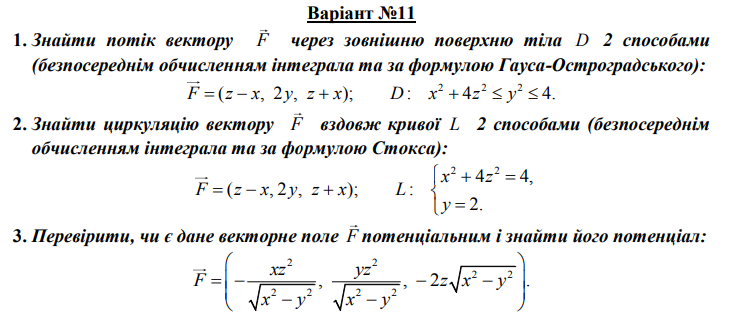 Варіант №11
1. Знайти потік вектору $\vec{F}$ через зовнішню поверхню тіла D 2 способами
(безпосереднім обчисленням інтеграла та за формулою Гауса-Остроградського):
$\vec{F} = (z - x,\ 2y,\ z + x);\quad D:\ x^2 + 4z^2 \le y^2 \le 4.$
2. Знайти циркуляцію вектору $\vec{F}$ вздовж кривої L 2 способами (безпосереднім
обчисленням інтеграла та за формулою Стокса):
$\vec{F} = (z - x, 2y,\ z + x);\quad L:\ \begin{cases} x^2 + 4z^2 = 4, \\ y = 2. \end{cases}$
3. Перевірити, чи є дане векторне поле $\vec{F}$ потенціальним і знайти його потенціал:
$\vec{F} = \left( -\frac{xz^2}{\sqrt{x^2 - y^2}},\ \frac{yz^2}{\sqrt{x^2 - y^2}},\ -2z\sqrt{x^2 - y^2} \right).$